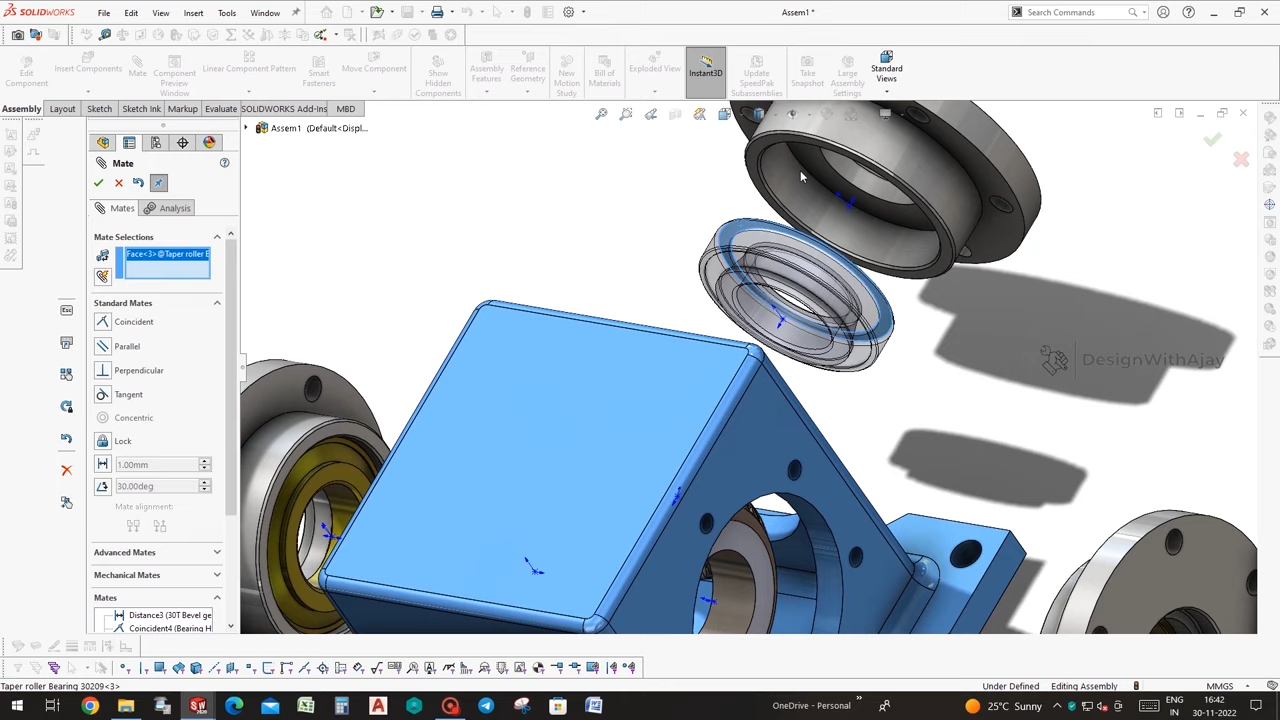 SOLIDWORKS File Edit View Insert Tools Window Assem1 * Search Commands
Edit Component Insert Components Mate Component Preview Window Linear Component Pattern Smart Fasteners Move Component Show Hidden Components Assembly Features Reference Geometry New Motion Study Bill of Materials Exploded View Instant3D Update SpeedPak Subassemblies Take Snapshot Large Assembly Settings Standard Views
Assembly Layout Sketch Sketch Ink Markup Evaluate SOLIDWORKS Add-Ins MBD
Assem1 (Default<Displ...
Mate
Mates Analysis
Mate Selections
Face<3>@Taper roller B
Standard Mates
Coincident
Parallel
Perpendicular
Tangent
Concentric
Lock
1.00mm
30.00deg
Mate alignment:
Advanced Mates
Mechanical Mates
Mates
Distance3 (30T Bevel ge
Coincident4 (Bearing H
Esc
DesignWithAjay
Taper roller Bearing 30209<3> Under Defined Editing Assembly MMGS
OneDrive - Personal 25°C Sunny ENG IN 16:42 30-11-2022